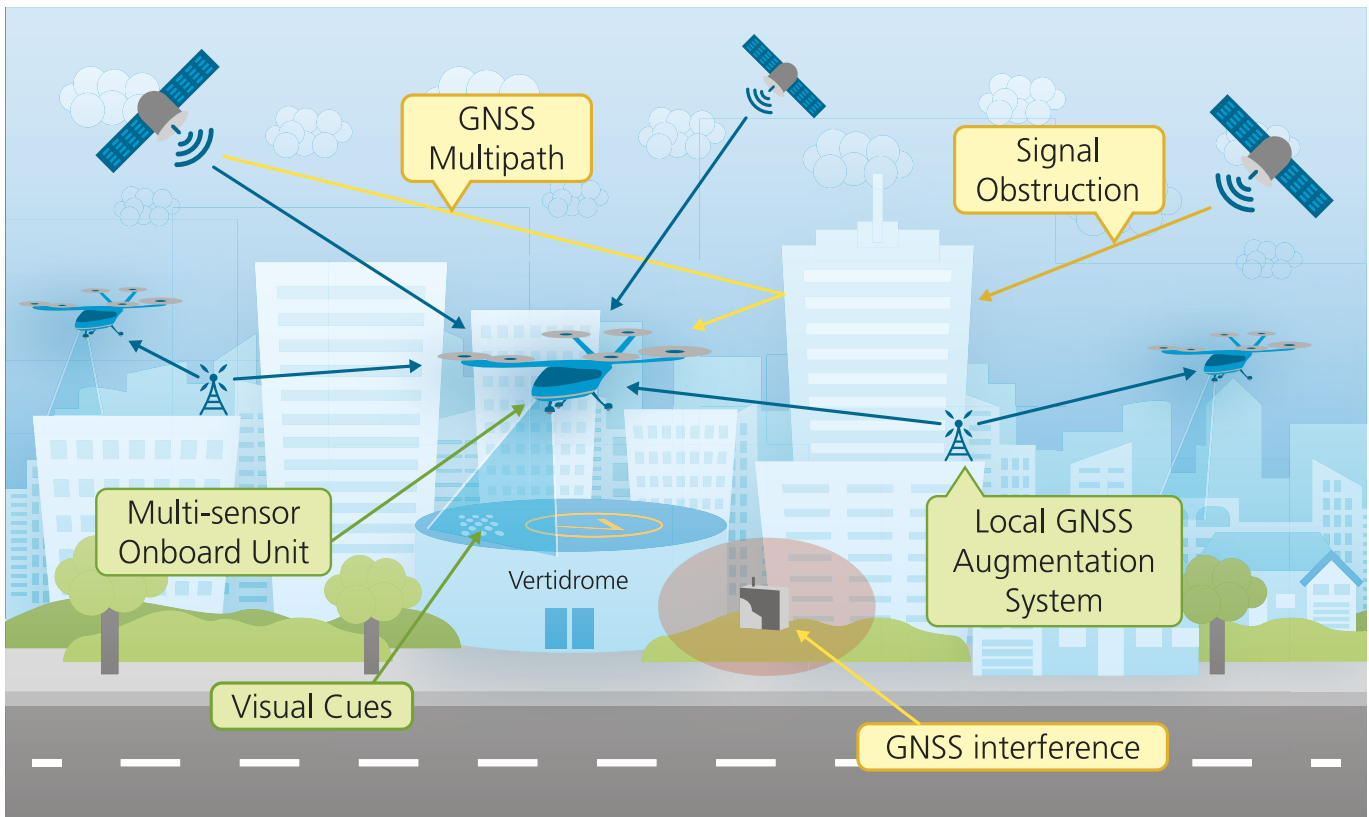 GNSS
Multipath
Signal
Obstruction
Multi-sensor
Onboard Unit
Local GNSS
Augmentation
System
Vertidrome
Visual Cues
GNSS interference